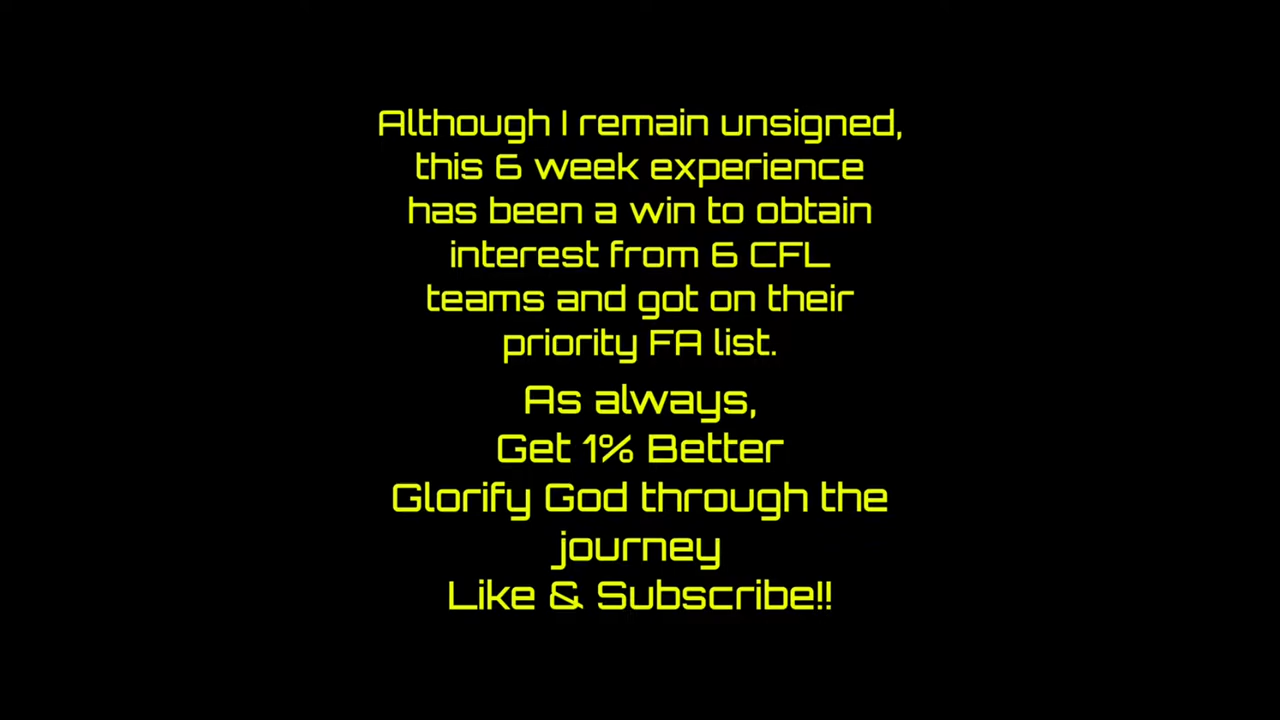 Although I remain unsigned,
this 6 week experience
has been a win to obtain
interest from 6 CFL
teams and got on their
priority FA list.
As always,
Get 1% Better
Glorify God through the
journey
Like & Subscribe!!